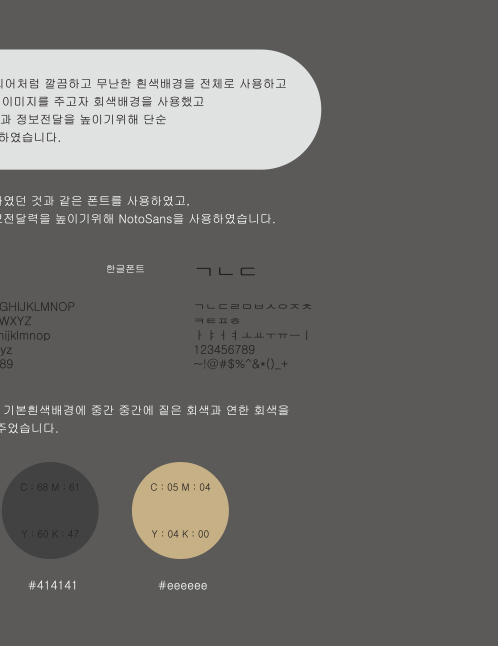 어처럼 깔끔하고 무난한 흰색배경을 전체로 사용하고
이미지를 주고자 회색배경을 사용했고
과 정보전달을 높이기위해 단순
하였습니다.
하였던 것과 같은 폰트를 사용하였고,
보전달력을 높이기위해 NotoSans을 사용하였습니다.
한글폰트 ㄱㄴㄷ
GHIJKLMNOP
WXYZ
hijklmnop
yz
89
ㄱㄴㄷㄹㅁㅂㅅㅇㅈㅊ
ㅋㅌㅍㅎ
ㅏㅑㅓㅕㅗㅛㅜㅠㅡㅣ
123456789
~!@#$%^&*()_+
기본흰색배경에 중간 중간에 짙은 회색과 연한 회색을
주었습니다.
C : 68 M : 61
Y : 60 K : 47
#414141
C : 05 M : 04
Y : 04 K : 00
#eeeeee